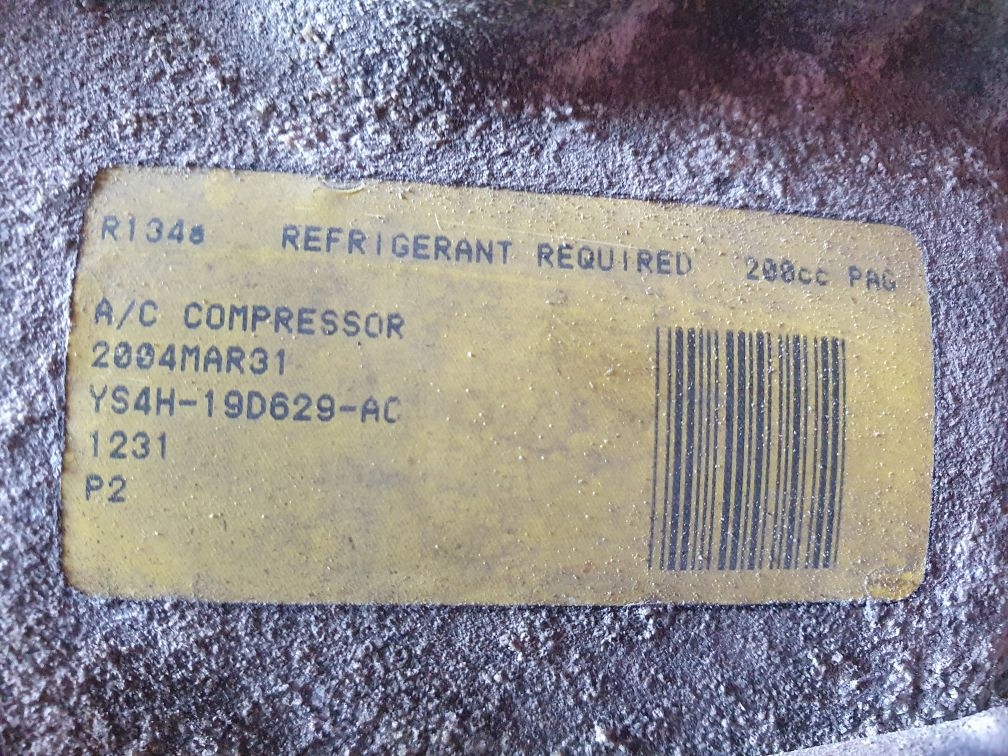 R134a REFRIGERANT REQUIRED 200cc PAG
A/C COMPRESSOR
2004MAR31
YS4H-19D629-AC
1231
P2